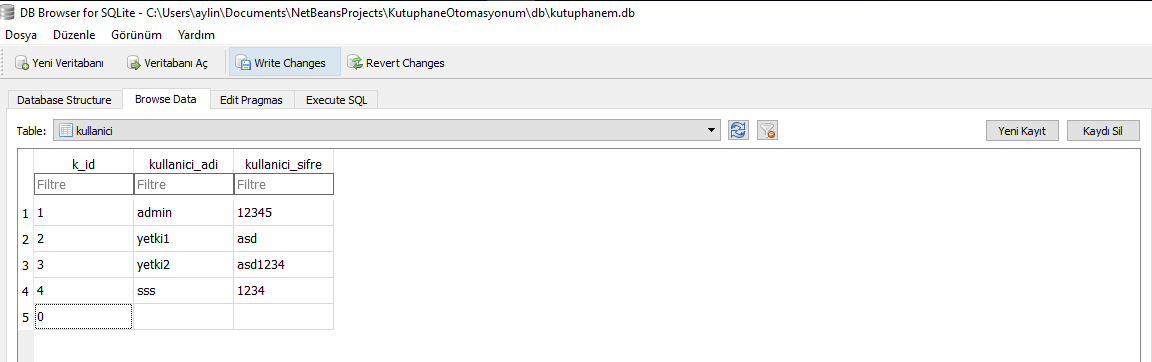 DB Browser for SQLite - C:\Users\aylin\Documents\NetBeansProjects\KutuphaneOtomasyonum\db\kutuphanem.db
Dosya Düzenle Görünüm Yardım
Yeni Veritabanı Veritabanı Aç Write Changes Revert Changes
Database Structure Browse Data Edit Pragmas Execute SQL
Table: kullanici Yeni Kayıt Kaydı Sil
k_id kullanici_adi kullanici_sifre
Filtre Filtre Filtre
1 1 admin 12345
2 2 yetki1 asd
3 3 yetki2 asd1234
4 4 sss 1234
5 0